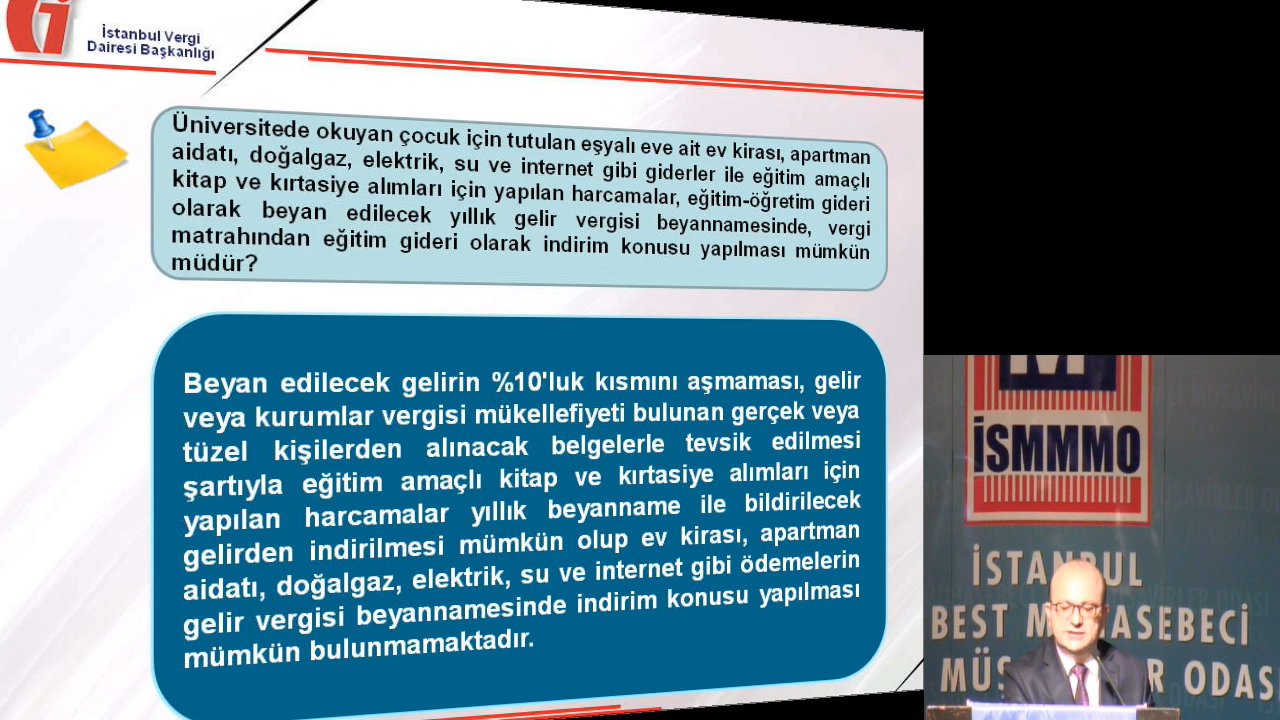 İstanbul Vergi
Dairesi Başkanlığı
Üniversitede okuyan çocuk için tutulan eşyalı eve ait ev kirası, apartman
aidatı, doğalgaz, elektrik, su ve internet gibi giderler ile eğitim amaçlı
kitap ve kırtasiye alımları için yapılan harcamalar, eğitim-öğretim gideri
olarak beyan edilecek yıllık gelir vergisi beyannamesinde, vergi
matrahından eğitim gideri olarak indirim konusu yapılması mümkün
müdür?
Beyan edilecek gelirin %10'luk kısmını aşmaması, gelir
veya kurumlar vergisi mükellefiyeti bulunan gerçek veya
tüzel kişilerden alınacak belgelerle tevsik edilmesi
şartıyla eğitim amaçlı kitap ve kırtasiye alımları için
yapılan harcamalar yıllık beyanname ile bildirilecek
gelirden indirilmesi mümkün olup ev kirası, apartman
aidatı, doğalgaz, elektrik, su ve internet gibi ödemelerin
gelir vergisi beyannamesinde indirim konusu yapılması
mümkün bulunmamaktadır.
M
İSMMMO